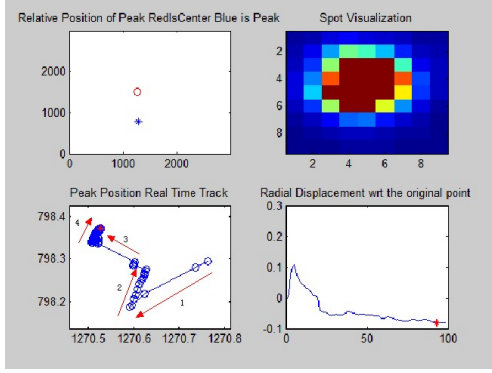 Relative Position of Peak RedIsCenter Blue is Peak
3000
2000
1000
0
0 1000 2000
Spot Visualization
2
4
6
8
2 4 6 8
Peak Position Real Time Track
798.4
798.3
798.2
4
3
2
1
1270.5 1270.6 1270.7 1270.8
Radial Displacement wrt the original point
0.3
0.2
0.1
0
-0.1
0 50 100